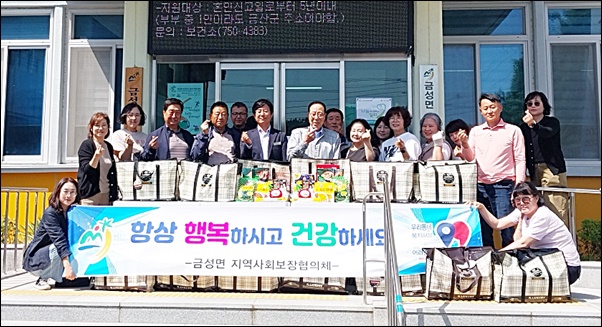 -지원대상 : 혼인신고일로부터 5년이내
(부부 중 1인이라도 금산군 주소이야함.)
문의 : 보건소(750-4383)
금성면
금성
항상 행복하시고 건강하세요
-금성면 지역사회보장협의체-